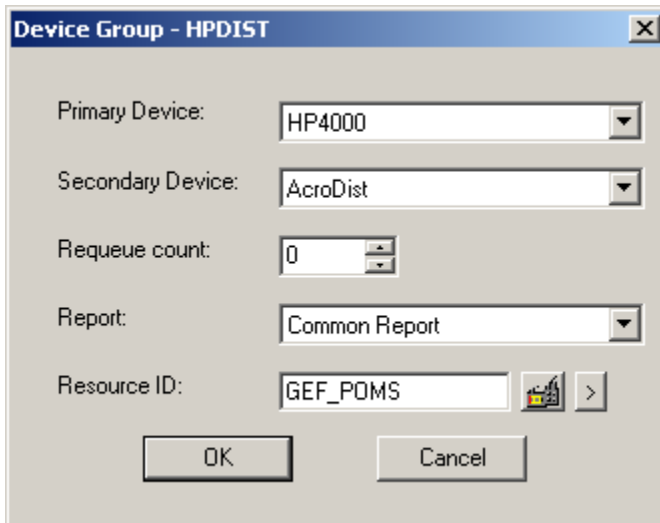 Device Group - HPDIST
Primary Device: HP4000
Secondary Device: AcroDist
Requeue count: 0
Report: Common Report
Resource ID: GEF_POMS >
OK Cancel